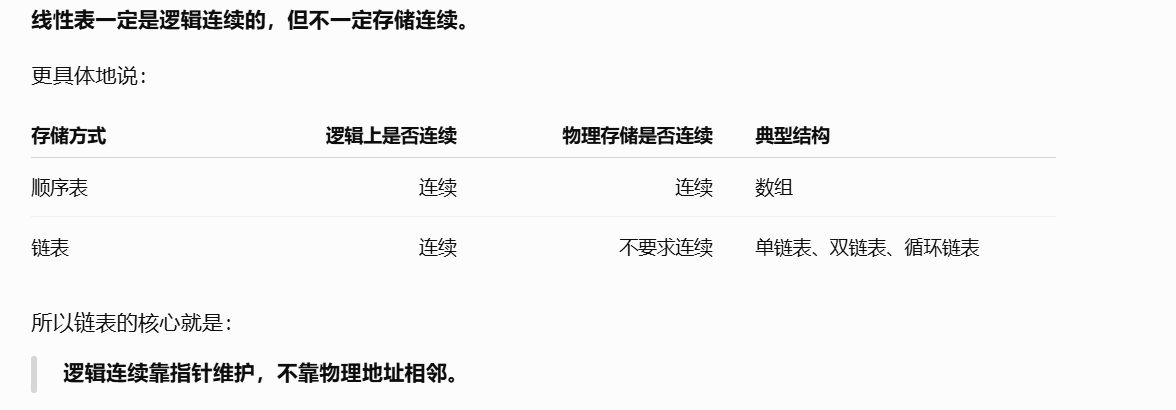 线性表一定是逻辑连续的，但不一定存储连续。
更具体地说：
存储方式 逻辑上是否连续 物理存储是否连续 典型结构
顺序表 连续 连续 数组
链表 连续 不要求连续 单链表、双链表、循环链表
所以链表的核心就是：
逻辑连续靠指针维护，不靠物理地址相邻。